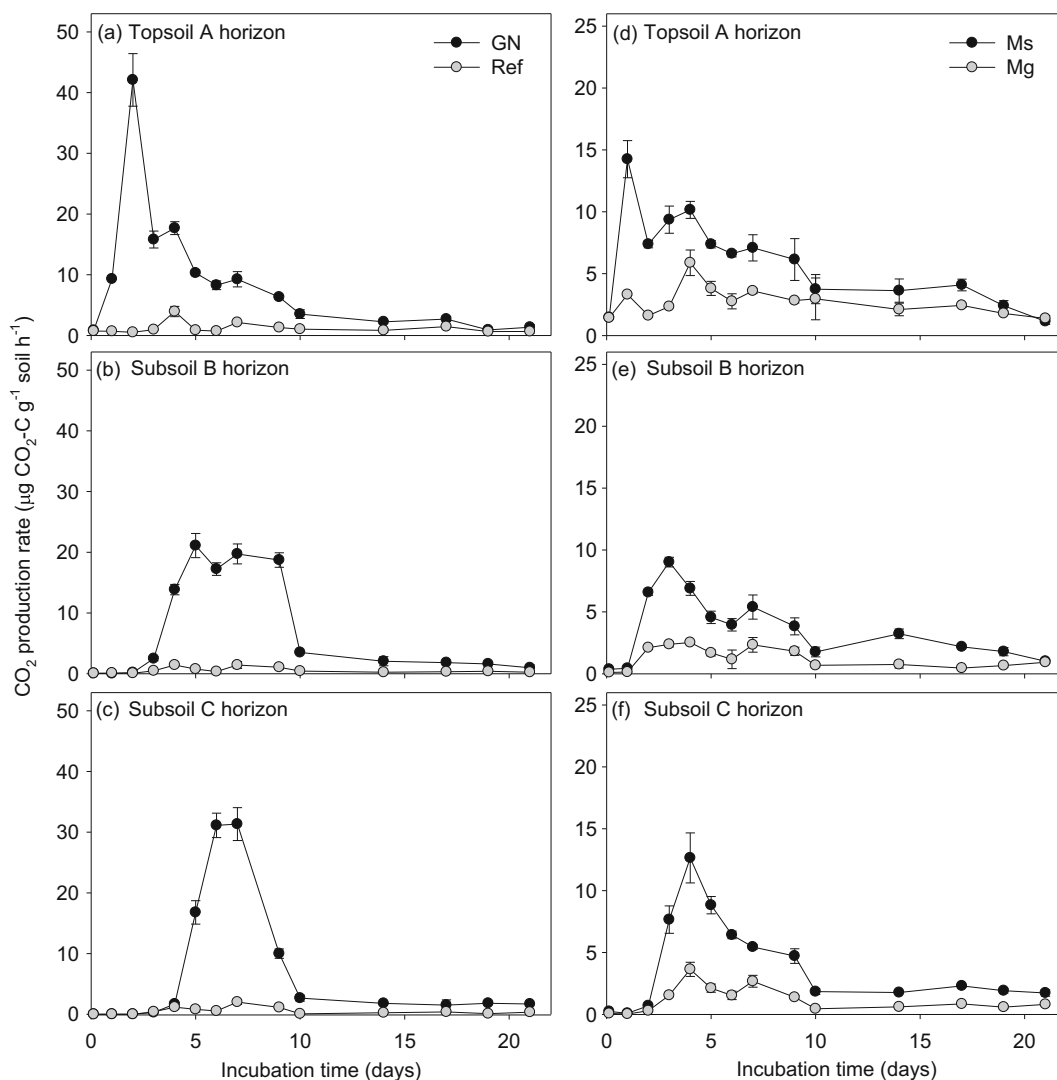 CO₂ production rate (µg CO₂-C g⁻¹ soil h⁻¹)
(a) Topsoil A horizon
GN
Ref
50
40
30
20
10
0
(b) Subsoil B horizon
50
40
30
20
10
0
(c) Subsoil C horizon
50
40
30
20
10
0
0 5 10 15 20
Incubation time (days)
(d) Topsoil A horizon
Ms
Mg
25
20
15
10
5
0
(e) Subsoil B horizon
25
20
15
10
5
0
(f) Subsoil C horizon
25
20
15
10
5
0
0 5 10 15 20
Incubation time (days)